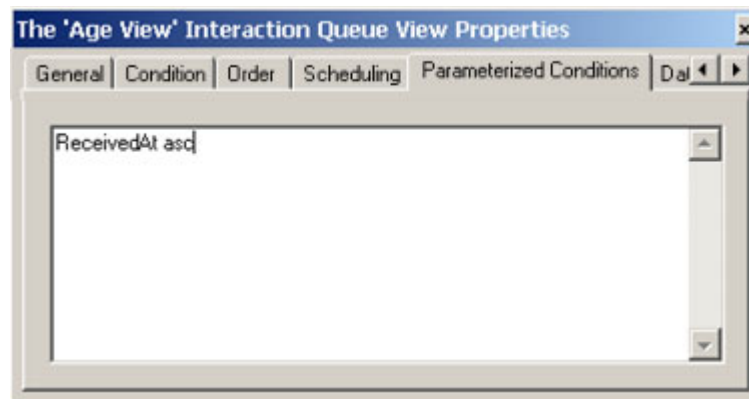 The 'Age View' Interaction Queue View Properties
General Condition Order Scheduling Parameterized Conditions
ReceivedAt asc